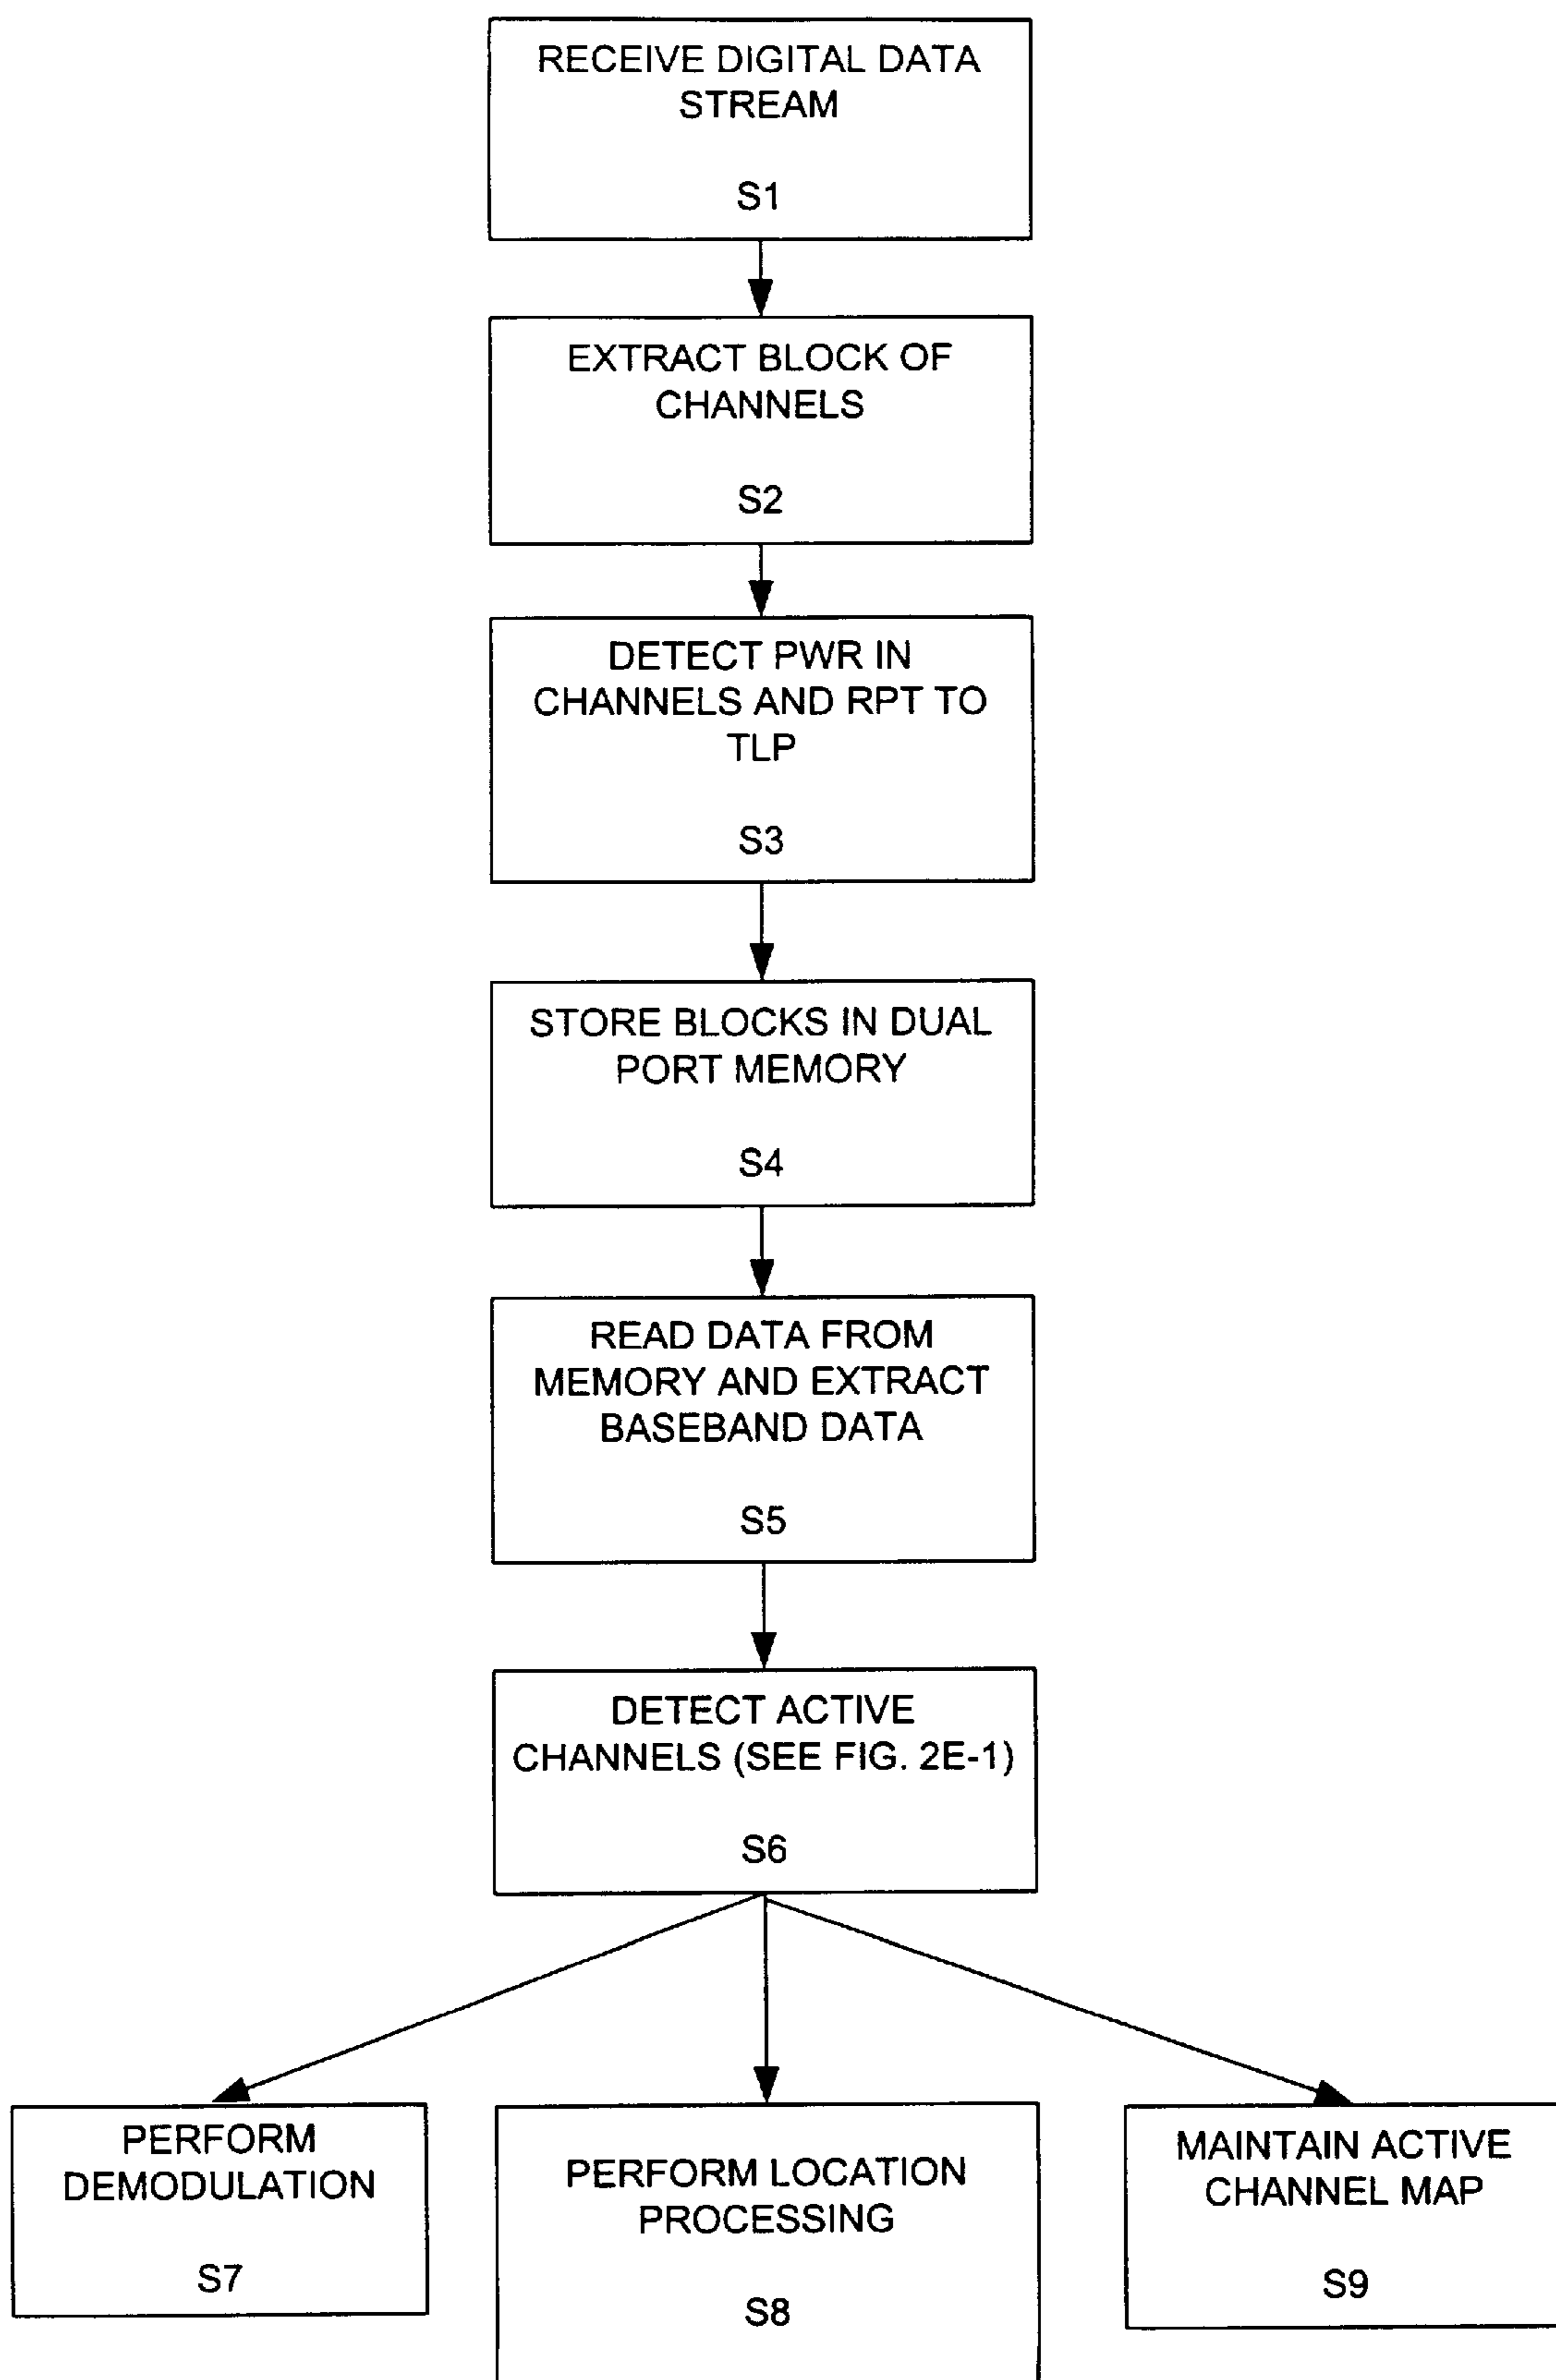 RECEIVE DIGITAL DATA
STREAM
S1
EXTRACT BLOCK OF
CHANNELS
S2
DETECT PWR IN
CHANNELS AND RPT TO
TLP
S3
STORE BLOCKS IN DUAL
PORT MEMORY
S4
READ DATA FROM
MEMORY AND EXTRACT
BASEBAND DATA
S5
DETECT ACTIVE
CHANNELS (SEE FIG. 2E-1)
S6
PERFORM
DEMODULATION
S7
PERFORM LOCATION
PROCESSING
S8
MAINTAIN ACTIVE
CHANNEL MAP
S9